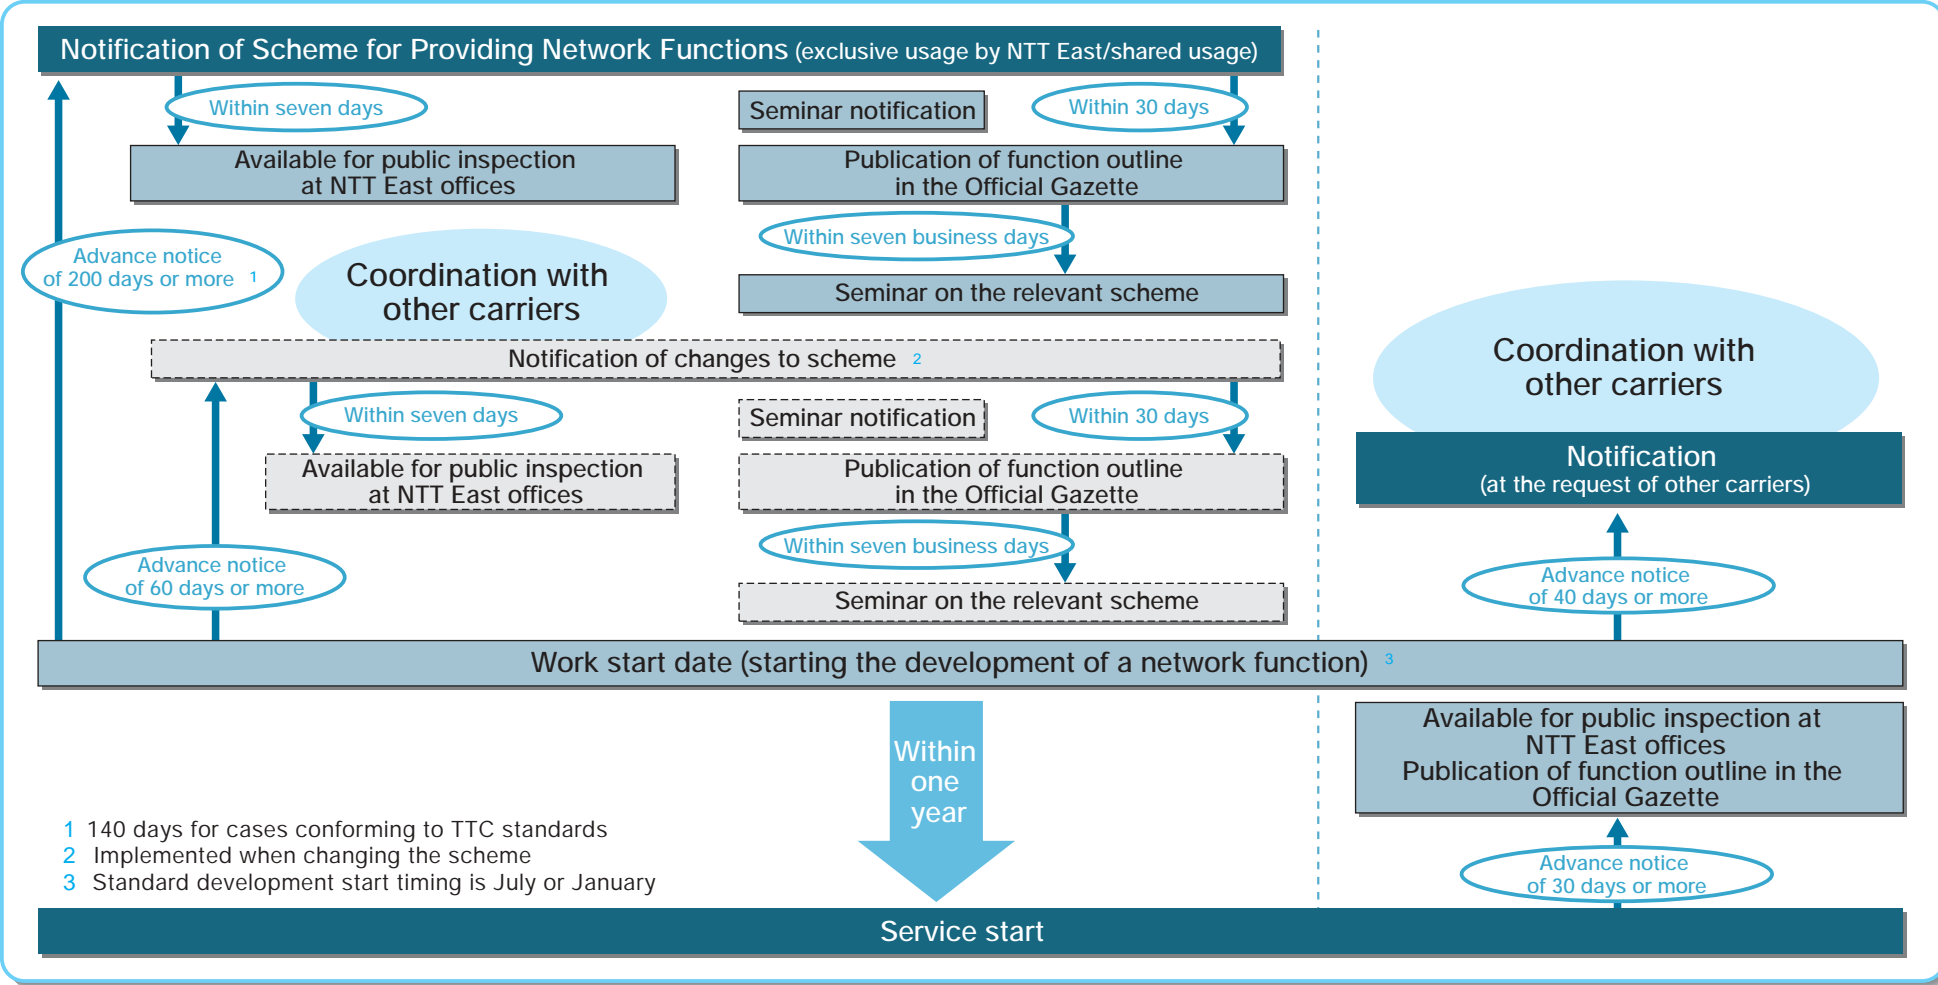 Notification of Scheme for Providing Network Functions (exclusive usage by NTT East/shared usage)
Within seven days
Seminar notification
Within 30 days
Available for public inspection
at NTT East offices
Publication of function outline
in the Official Gazette
Within seven business days
Advance notice
of 200 days or more 1
Coordination with
other carriers
Seminar on the relevant scheme
Notification of changes to scheme 2
Within seven days
Seminar notification
Within 30 days
Available for public inspection
at NTT East offices
Publication of function outline
in the Official Gazette
Within seven business days
Advance notice
of 60 days or more
Seminar on the relevant scheme
Coordination with
other carriers
Notification
(at the request of other carriers)
Advance notice
of 40 days or more
Work start date (starting the development of a network function) 3
Within
one
year
Available for public inspection at
NTT East offices
Publication of function outline in the
Official Gazette
Advance notice
of 30 days or more
1 140 days for cases conforming to TTC standards
2 Implemented when changing the scheme
3 Standard development start timing is July or January
Service start